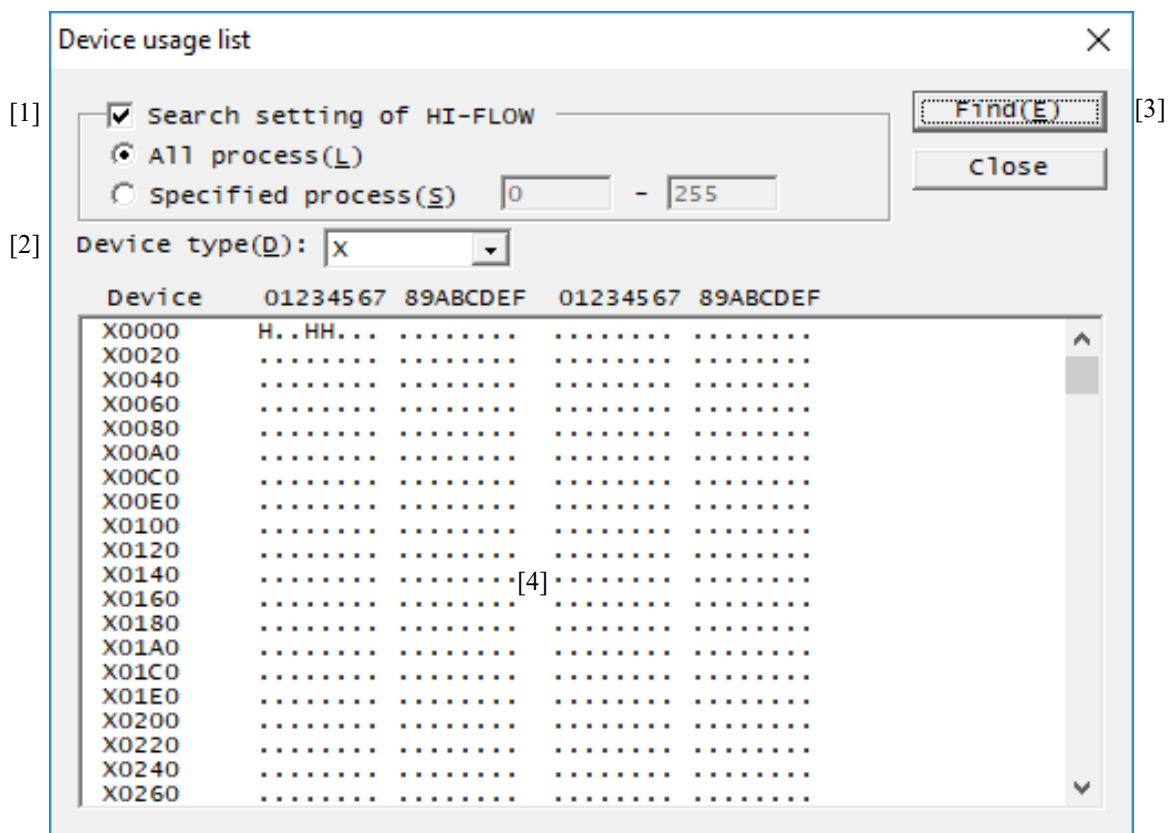 Device usage list
[1] Search setting of HI-FLOW Find(E) [3]
All process(L) Close
Specified process(S) 0 - 255
[2] Device type(D): X
Device 01234567 89ABCDEF 01234567 89ABCDEF
X0000 H..HH... ........ ........ ........
X0020 ........ ........ ........ ........
X0040 ........ ........ ........ ........
X0060 ........ ........ ........ ........
X0080 ........ ........ ........ ........
X00A0 ........ ........ ........ ........
X00C0 ........ ........ ........ ........
X00E0 ........ ........ ........ ........
X0100 ........ ........ ........ ........
X0120 ........ ........ ........ ........
X0140 ........ ........ [4] ........ ........
X0160 ........ ........ ........ ........
X0180 ........ ........ ........ ........
X01A0 ........ ........ ........ ........
X01C0 ........ ........ ........ ........
X01E0 ........ ........ ........ ........
X0200 ........ ........ ........ ........
X0220 ........ ........ ........ ........
X0240 ........ ........ ........ ........
X0260 ........ ........ ........ ........